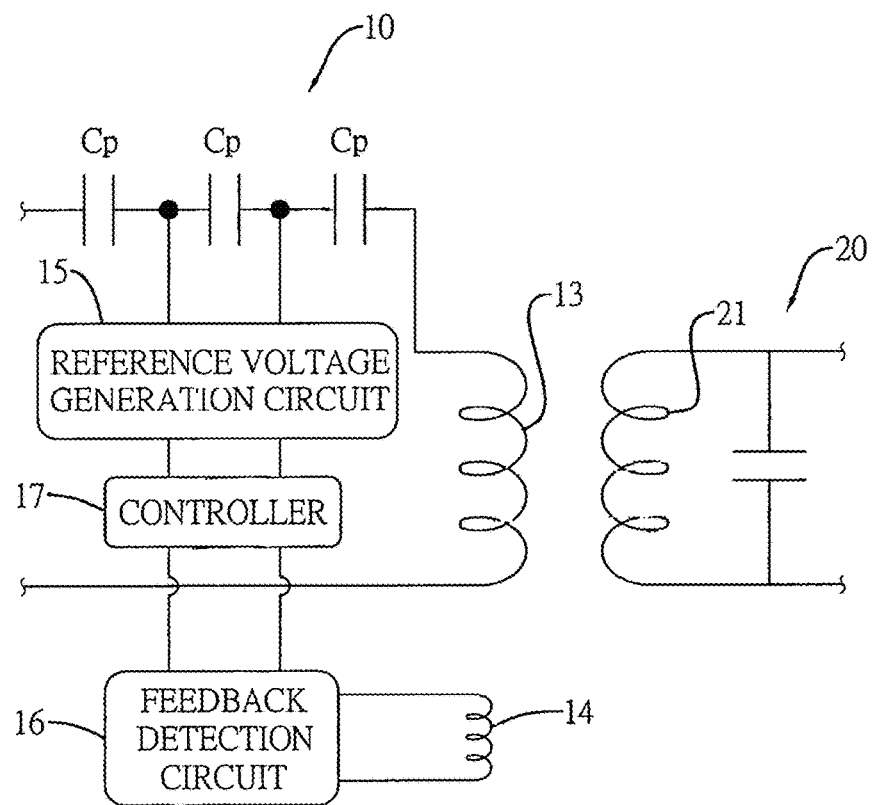 10
Cp Cp Cp
20
15
13
21
REFERENCE VOLTAGE
GENERATION CIRCUIT
17
CONTROLLER
16
FEEDBACK
DETECTION
CIRCUIT
14